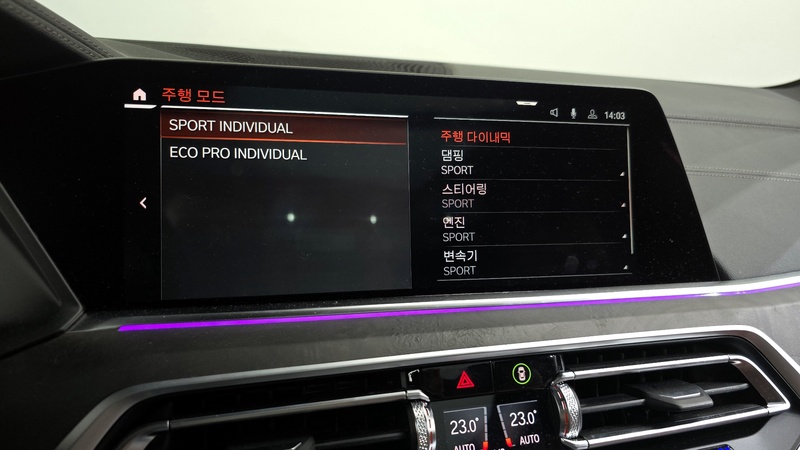 주행 모드
14:03
SPORT INDIVIDUAL
ECO PRO INDIVIDUAL
주행 다이내믹
댐핑
SPORT
스티어링
SPORT
엔진
SPORT
변속기
SPORT
23.0°
23.0°
AUTO
AUTO